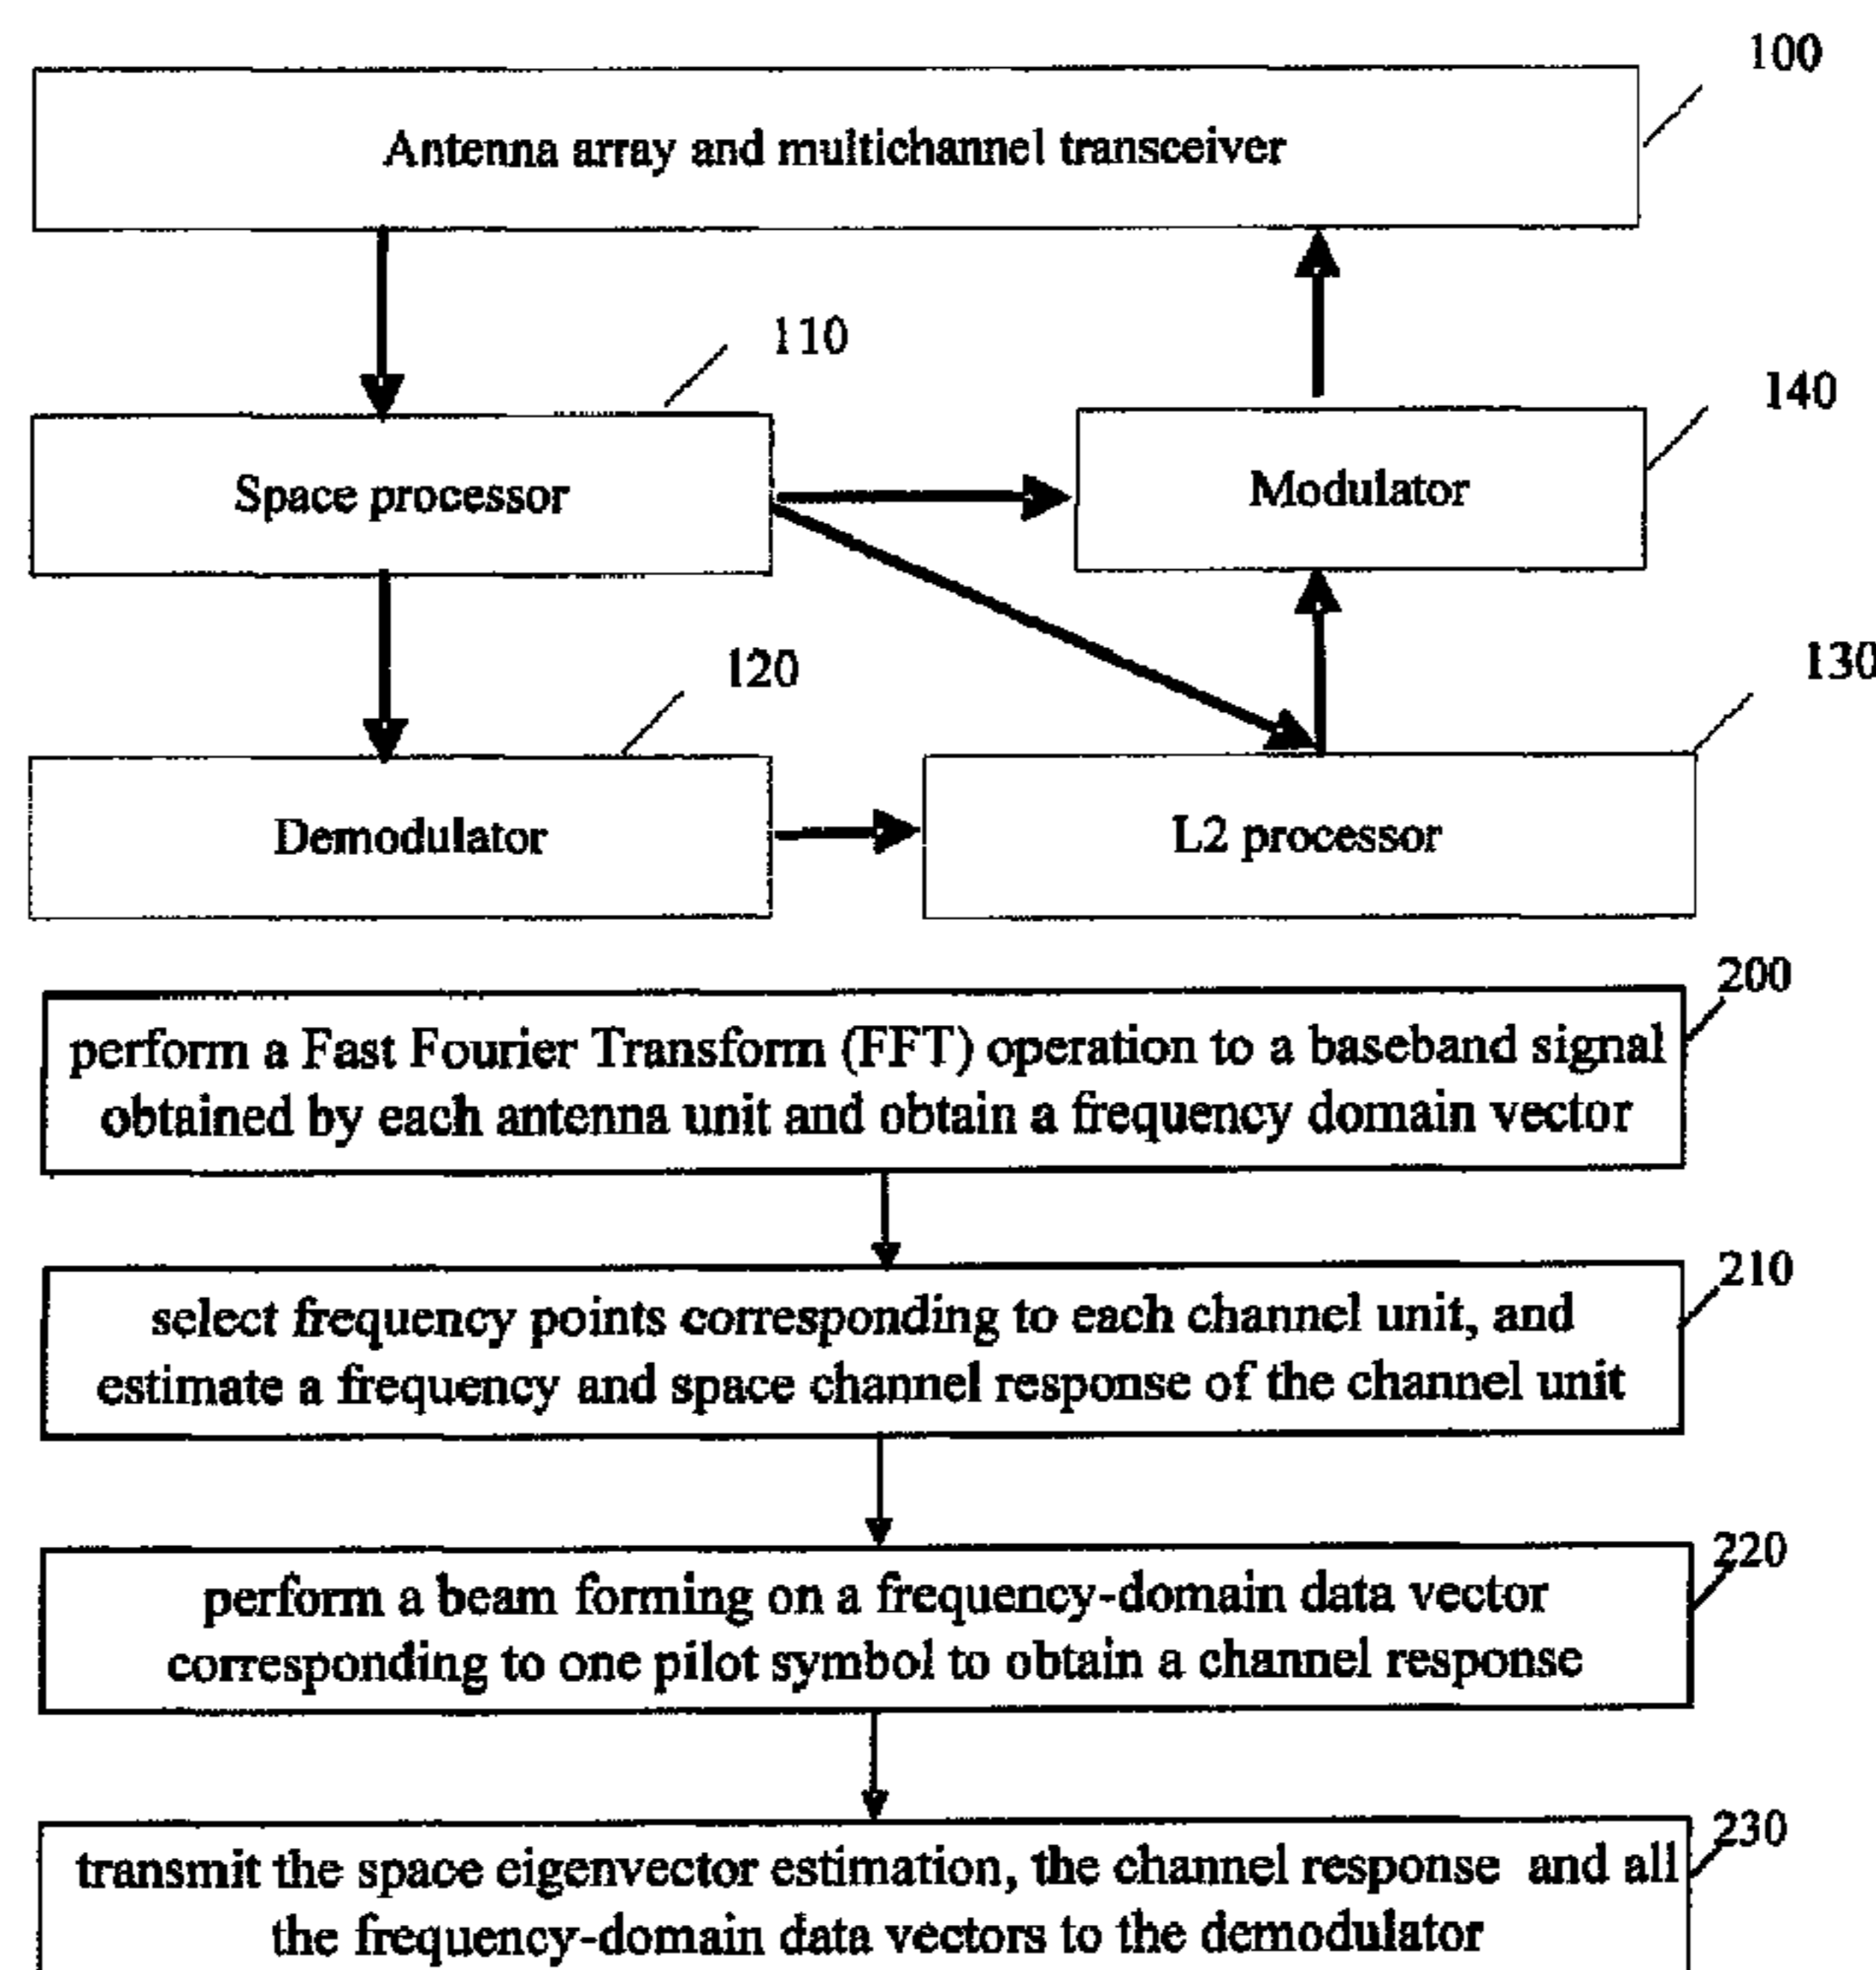 100
Antenna array and multichannel transceiver
110
140
Space processor
Modulator
120
130
Demodulator
L2 processor
200
perform a Fast Fourier Transform (FFT) operation to a baseband signal
obtained by each antenna unit and obtain a frequency domain vector
210
select frequency points corresponding to each channel unit, and
estimate a frequency and space channel response of the channel unit
220
perform a beam forming on a frequency-domain data vector
corresponding to one pilot symbol to obtain a channel response
230
transmit the space eigenvector estimation, the channel response and all
the frequency-domain data vectors to the demodulator